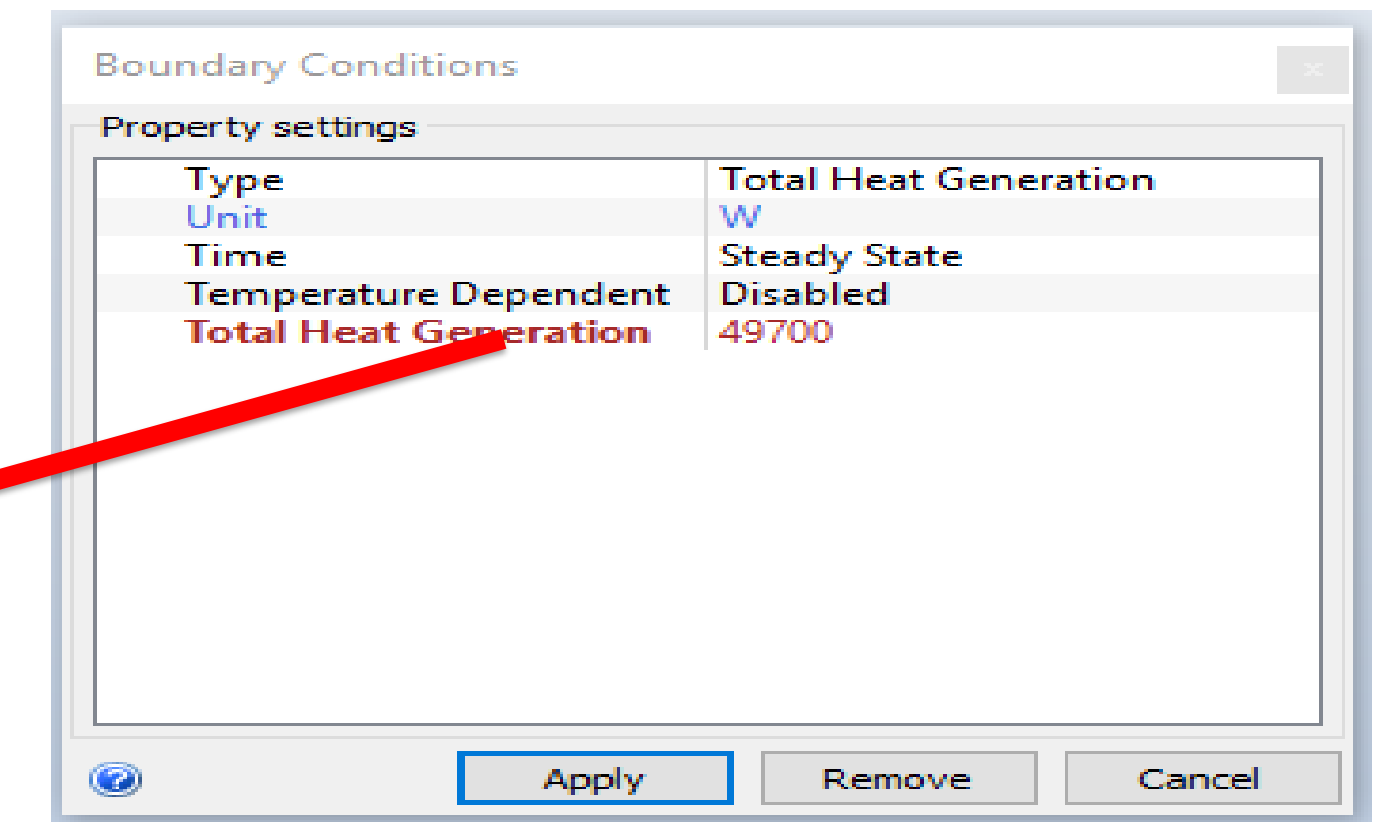 Boundary Conditions
x
Property settings
Type Total Heat Generation
Unit W
Time Steady State
Temperature Dependent Disabled
Total Heat Generation 49700
?
Apply Remove Cancel